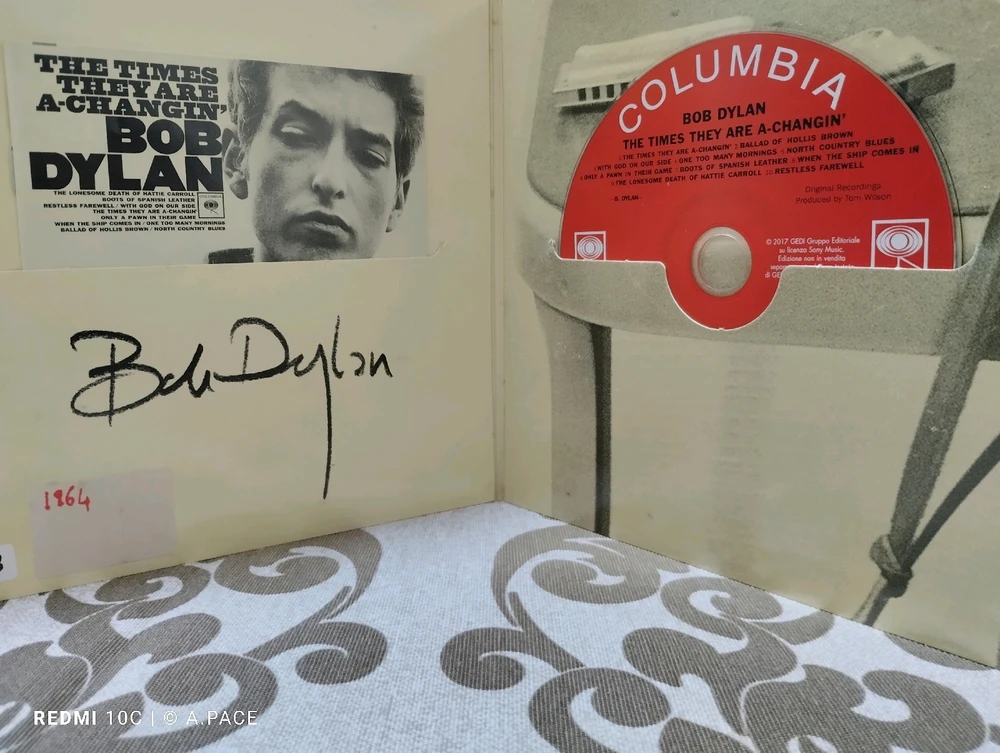 THE TIMES
THEY ARE
A-CHANGIN'
BOB
DYLAN
THE LONESOME DEATH OF HATTIE CARROLL
BOOTS OF SPANISH LEATHER
RESTLESS FAREWELL / WITH GOD ON OUR SIDE
THE TIMES THEY ARE A-CHANGIN'
ONLY A PAWN IN THEIR GAME
WHEN THE SHIP COMES IN / ONE TOO MANY MORNINGS
BALLAD OF HOLLIS BROWN / NORTH COUNTRY BLUES
Bob Dylan
1964
COLUMBIA
BOB DYLAN
THE TIMES THEY ARE A-CHANGIN'
THE TIMES THEY ARE A-CHANGIN' : BALLAD OF HOLLIS BROWN
: WITH GOD ON OUR SIDE : ONE TOO MANY MORNINGS : NORTH COUNTRY BLUES
: ONLY A PAWN IN THEIR GAME : BOOTS OF SPANISH LEATHER : WHEN THE SHIP COMES IN
: THE LONESOME DEATH OF HATTIE CARROLL : RESTLESS FAREWELL
-B. DYLAN-
Original Recordings
Produced by Tom Wilson
© 2017 GEDI Gruppo Editoriale
su licenza Sony Music.
Edizione non in vendita
di GE
REDMI 10C | © A.PACE